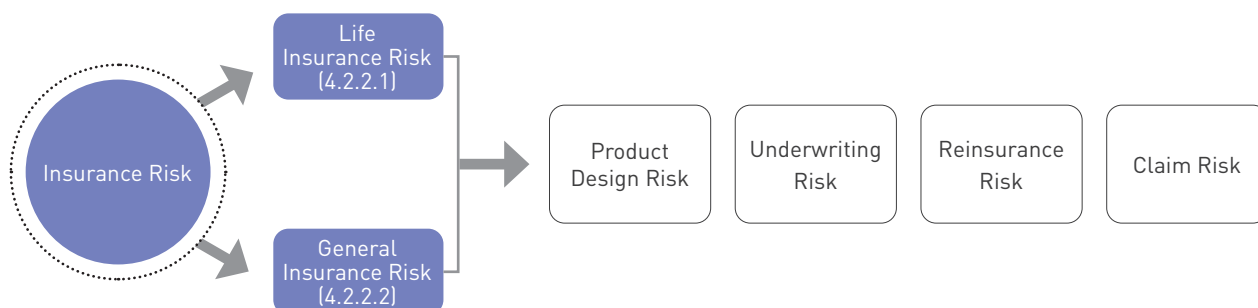 Insurance Risk
Life
Insurance Risk
(4.2.2.1)
General
Insurance Risk
(4.2.2.2)
Product
Design Risk
Underwriting
Risk
Reinsurance
Risk
Claim Risk